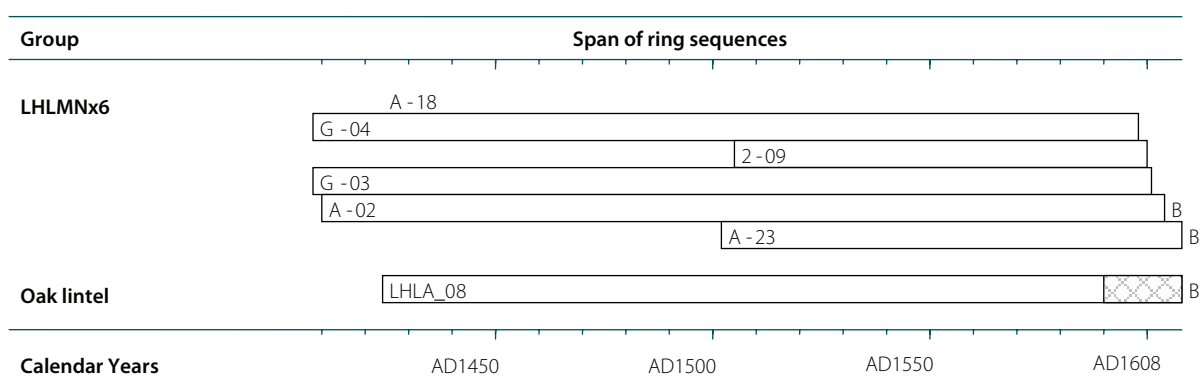 Group Span of ring sequences
LHLMNx6
A - 18
G - 04
2 - 09
G - 03
A - 02 B
A - 23 B
Oak lintel LHLA_08 B
Calendar Years AD1450 AD1500 AD1550 AD1608